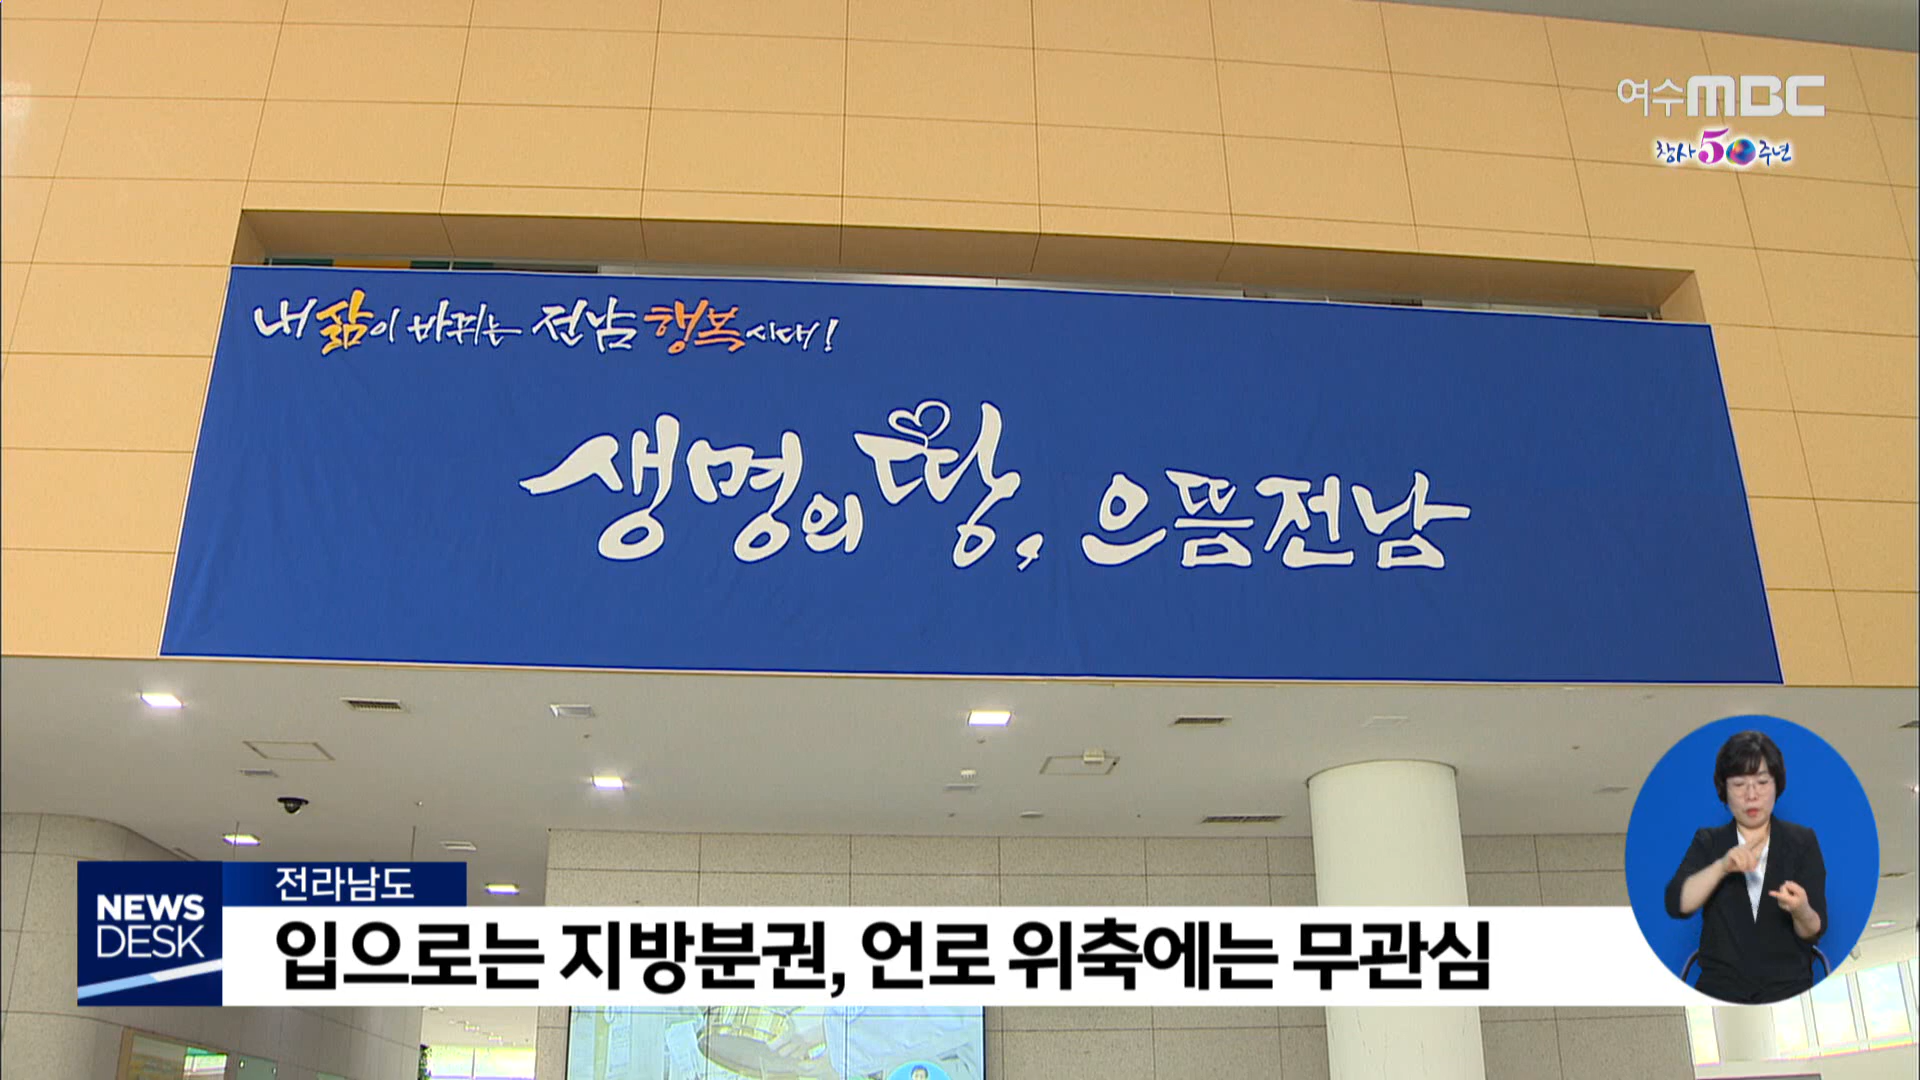 여수MBC
창사50주년
내 삶이 바뀌는 전남 행복시대!
생명의 땅, 으뜸전남
전라남도
NEWS
DESK
입으로는 지방분권, 언로 위축에는 무관심